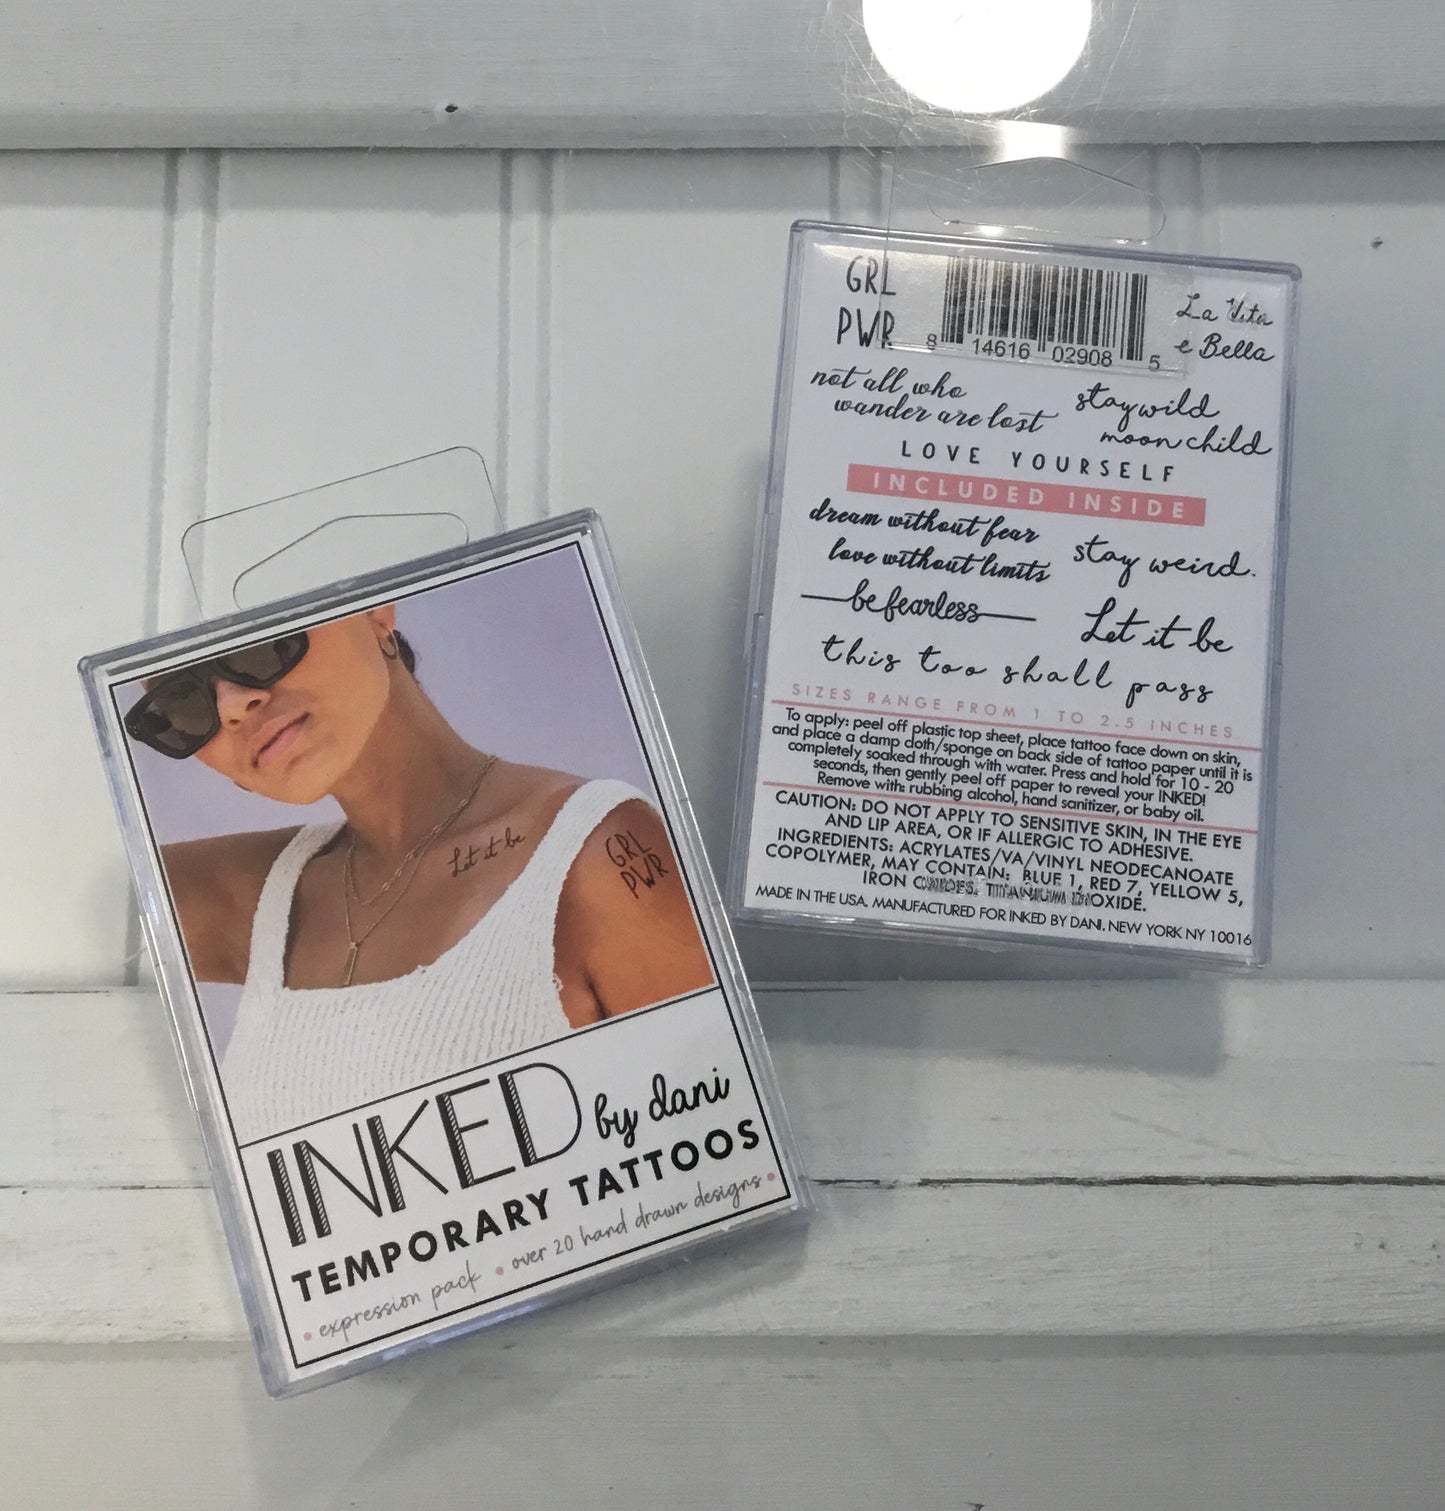 Let it be
GRL
PWR
INKED by dani
TEMPORARY TATTOOS
• expression pack • over 20 hand drawn designs •
GRL
PWR
8 14616 02908 5
La Vita
e Bella
not all who
wander are lost
stay wild
moon child
LOVE YOURSELF
INCLUDED INSIDE
dream without fear
love without limits
stay weird.
be fearless
Let it be
this too shall pass
SIZES RANGE FROM 1 TO 2.5 INCHES
To apply: peel off plastic top sheet, place tattoo face down on skin,
and place a damp cloth/sponge on back side of tattoo paper until it is
completely soaked through with water. Press and hold for 10 - 20
seconds, then gently peel off paper to reveal your INKED!
Remove with: rubbing alcohol, hand sanitizer, or baby oil.
CAUTION: DO NOT APPLY TO SENSITIVE SKIN, IN THE EYE
AND LIP AREA, OR IF ALLERGIC TO ADHESIVE.
INGREDIENTS: ACRYLATES/VA/VINYL NEODECANOATE
COPOLYMER, MAY CONTAIN: BLUE 1, RED 7, YELLOW 5,
IRON OXIDES, TITANIUM DIOXIDE.
MADE IN THE USA. MANUFACTURED FOR INKED BY DANI. NEW YORK NY 10016